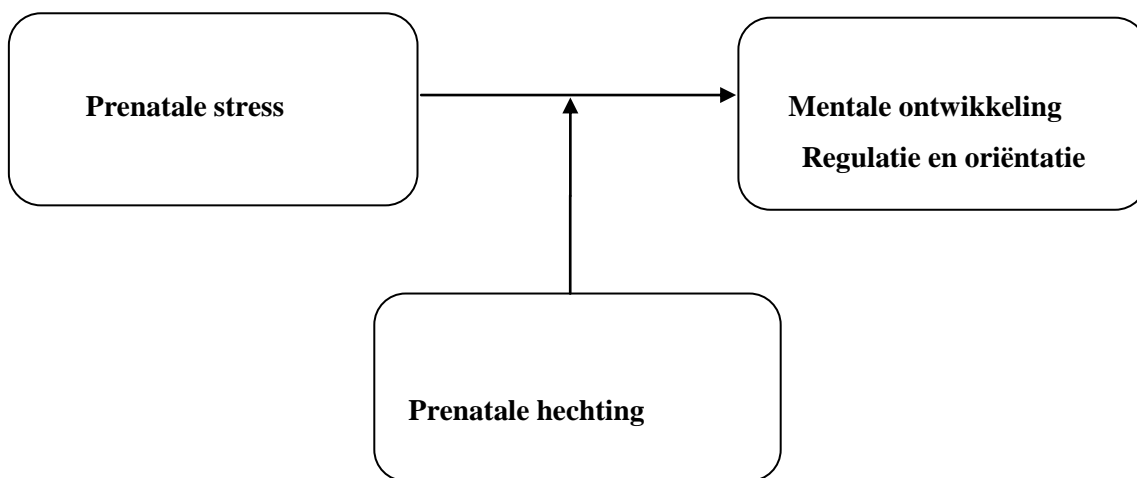 Prenatale stress
Mentale ontwikkeling
Regulatie en oriëntatie
Prenatale hechting